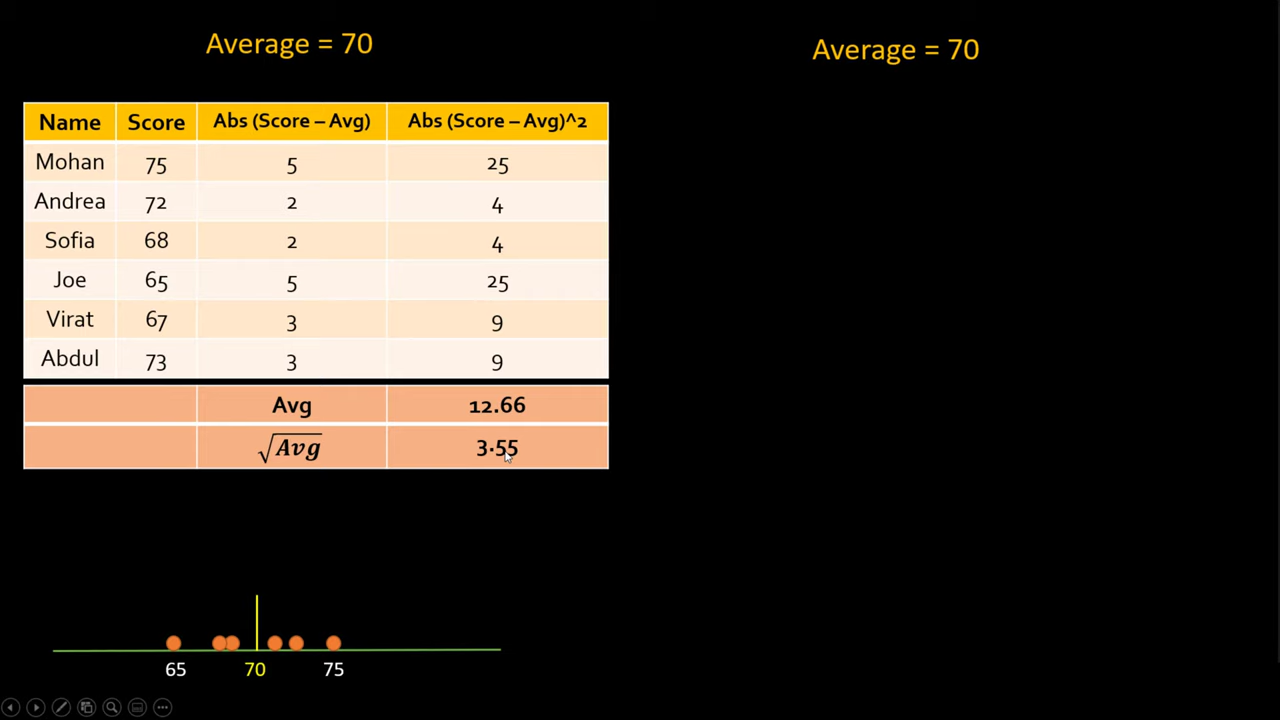 Average = 70
Average = 70
Name Score Abs (Score – Avg) Abs (Score – Avg)^2
Mohan 75 5 25
Andrea 72 2 4
Sofia 68 2 4
Joe 65 5 25
Virat 67 3 9
Abdul 73 3 9
Avg 12.66
√Avg 3.55
65 70 75